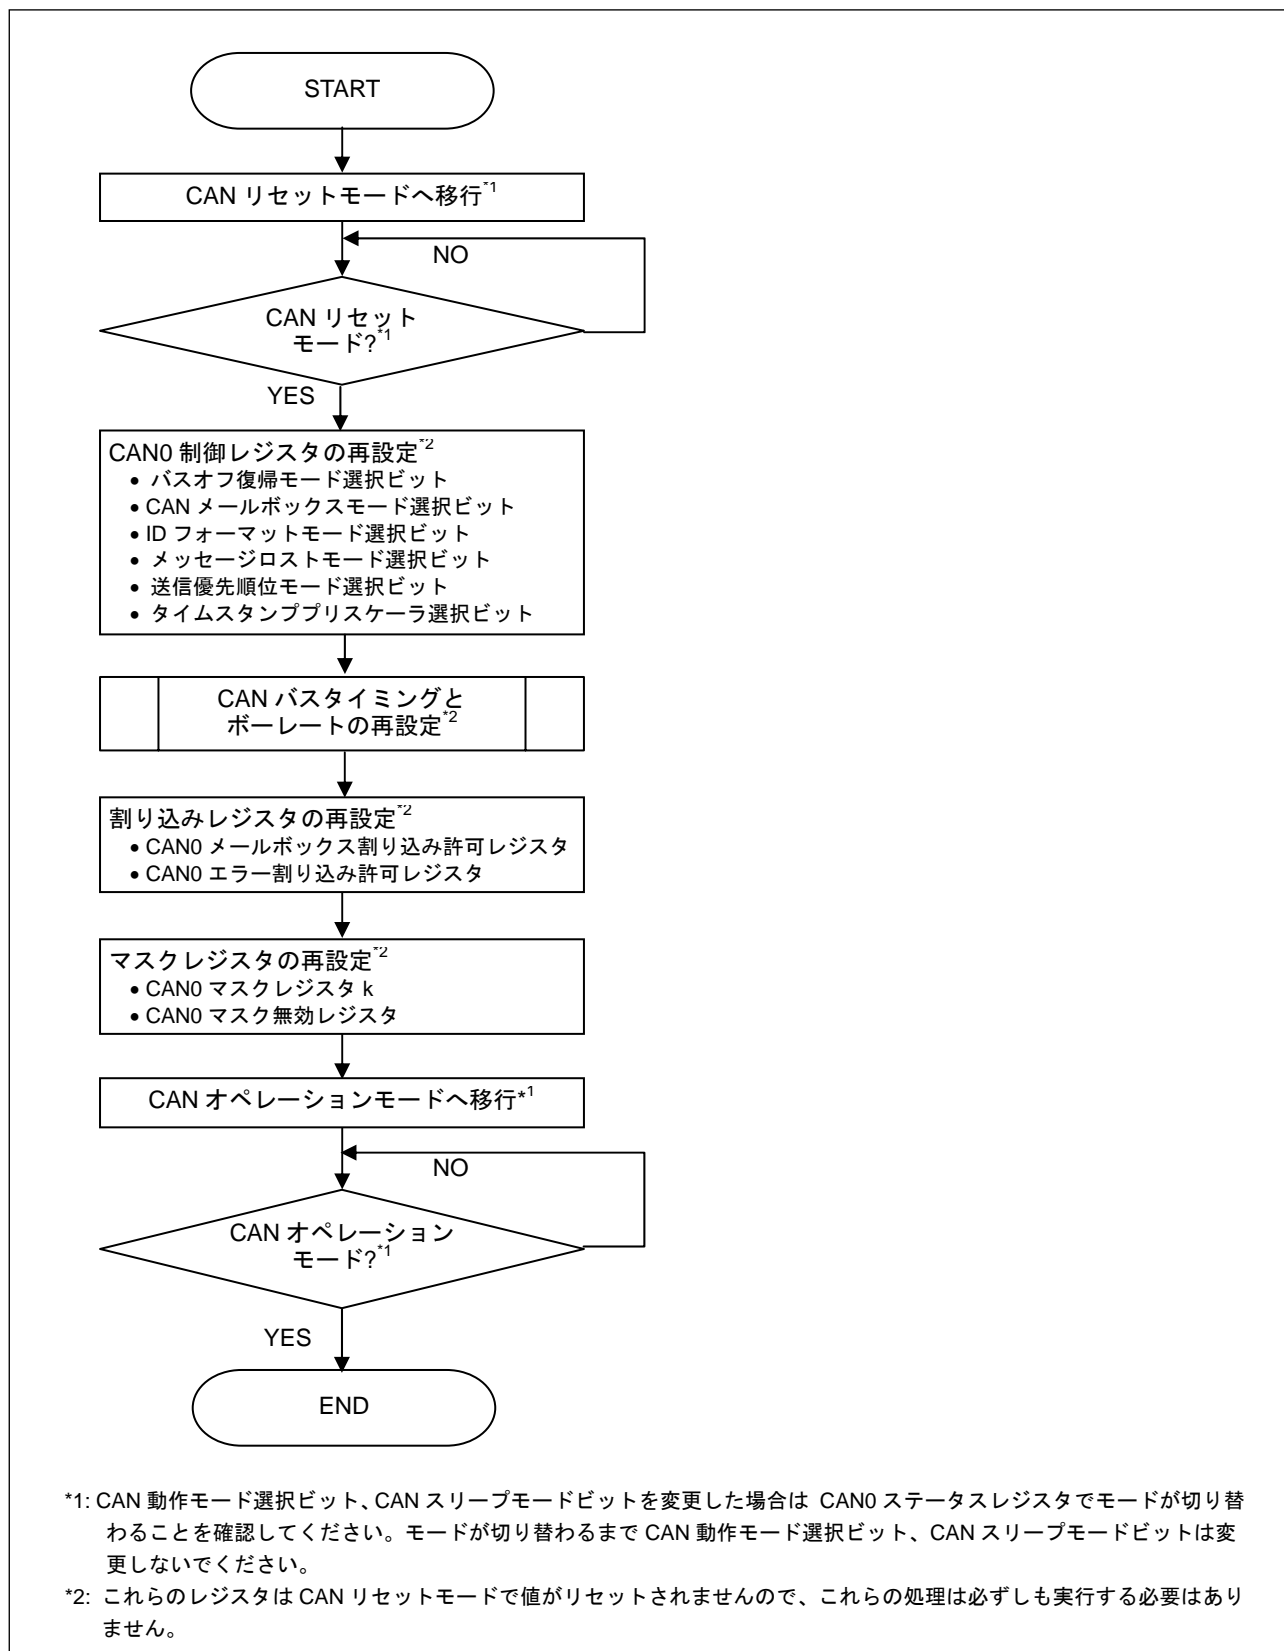 START
CAN リセットモードへ移行*1
NO
CAN リセット
モード?*1
YES
CAN0 制御レジスタの再設定*2
• バスオフ復帰モード選択ビット
• CAN メールボックスモード選択ビット
• ID フォーマットモード選択ビット
• メッセージロストモード選択ビット
• 送信優先順位モード選択ビット
• タイムスタンププリスケーラ選択ビット
CAN バスタイミングと
ボーレートの再設定*2
割り込みレジスタの再設定*2
• CAN0 メールボックス割り込み許可レジスタ
• CAN0 エラー割り込み許可レジスタ
マスクレジスタの再設定*2
• CAN0 マスクレジスタ k
• CAN0 マスク無効レジスタ
CAN オペレーションモードへ移行*1
NO
CAN オペレーション
モード?*1
YES
END
*1: CAN 動作モード選択ビット、CAN スリープモードビットを変更した場合は CAN0 ステータスレジスタでモードが切り替
わることを確認してください。モードが切り替わるまで CAN 動作モード選択ビット、CAN スリープモードビットは変
更しないでください。
*2: これらのレジスタは CAN リセットモードで値がリセットされませんので、これらの処理は必ずしも実行する必要はあり
ません。